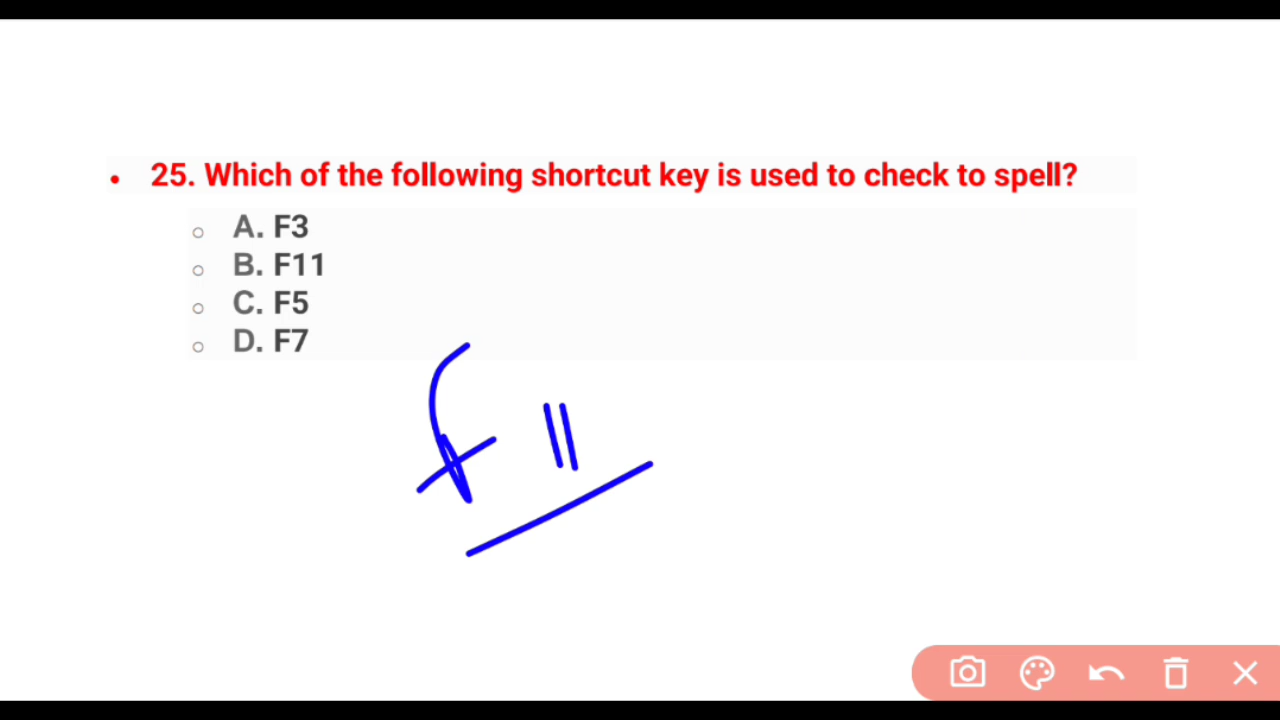 25. Which of the following shortcut key is used to check to spell?
A. F3
B. F11
C. F5
D. F7
f 11